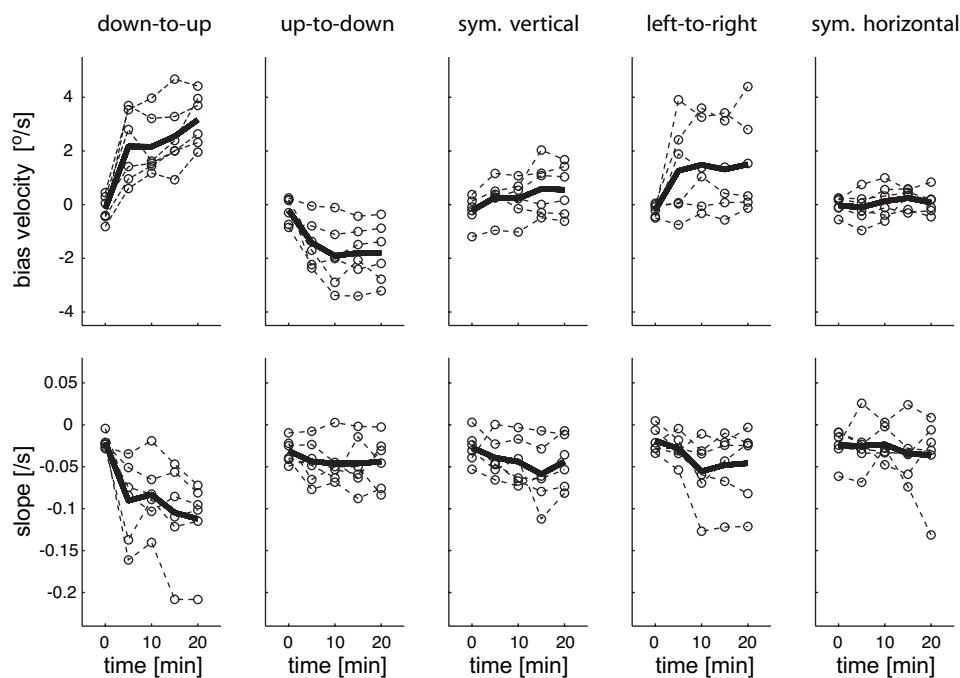 down-to-up up-to-down sym. vertical left-to-right sym. horizontal
bias velocity [º/s]
4
2
0
-2
-4
slope [/s]
0.05
0
-0.05
-0.1
-0.15
-0.2
0 10 20 0 10 20 0 10 20 0 10 20 0 10 20
time [min] time [min] time [min] time [min] time [min]